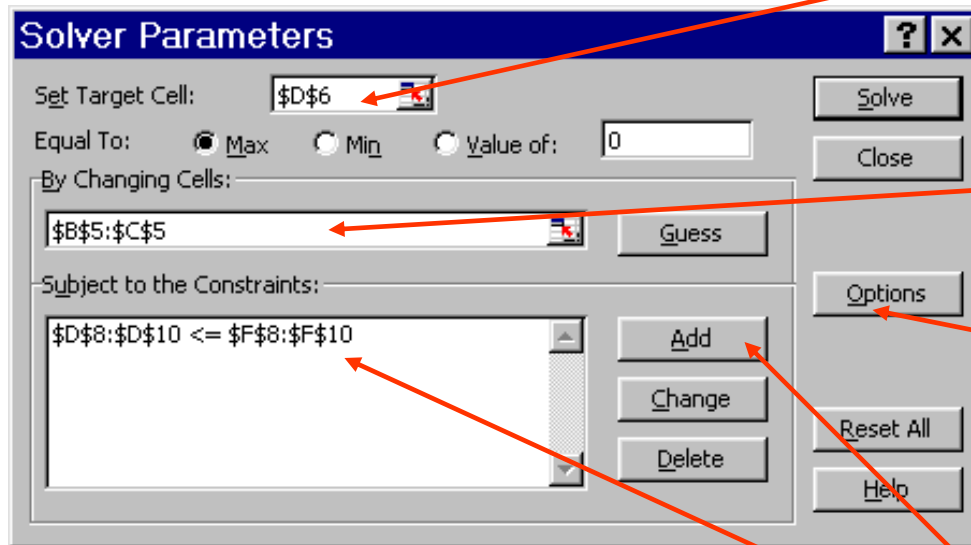 Solver Parameters
Set Target Cell: $D$6 Solve
Equal To: Max Min Value of: 0 Close
By Changing Cells:
$B$5:$C$5 Guess
Subject to the Constraints: Options
$D$8:$D$10 <= $F$8:$F$10 Add
Change
Reset All
Delete
Help